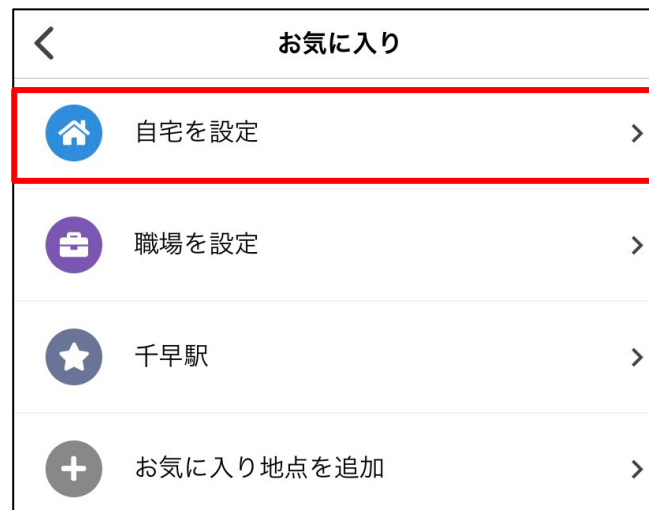 お気に入り
自宅を設定
職場を設定
千早駅
お気に入り地点を追加